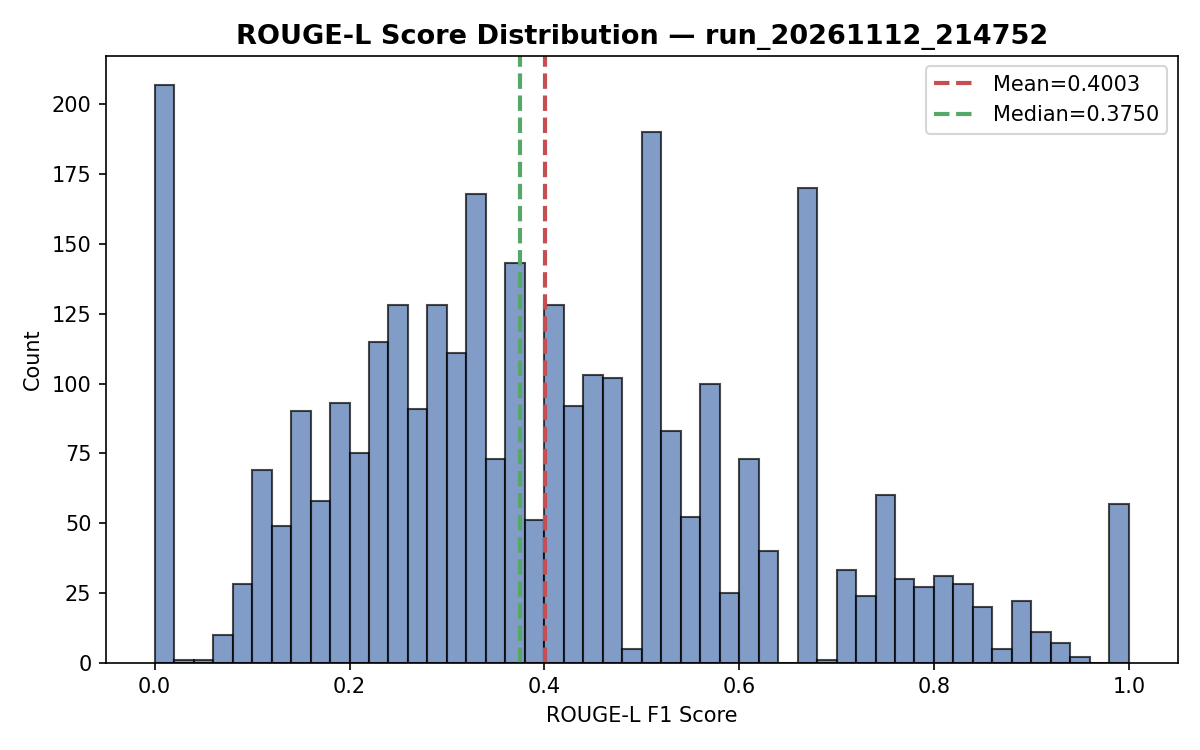 ROUGE-L Score Distribution — run_20261112_214752
Mean=0.4003
Median=0.3750
Count
200
175
150
125
100
75
50
25
0
0.0 0.2 0.4 0.6 0.8 1.0
ROUGE-L F1 Score